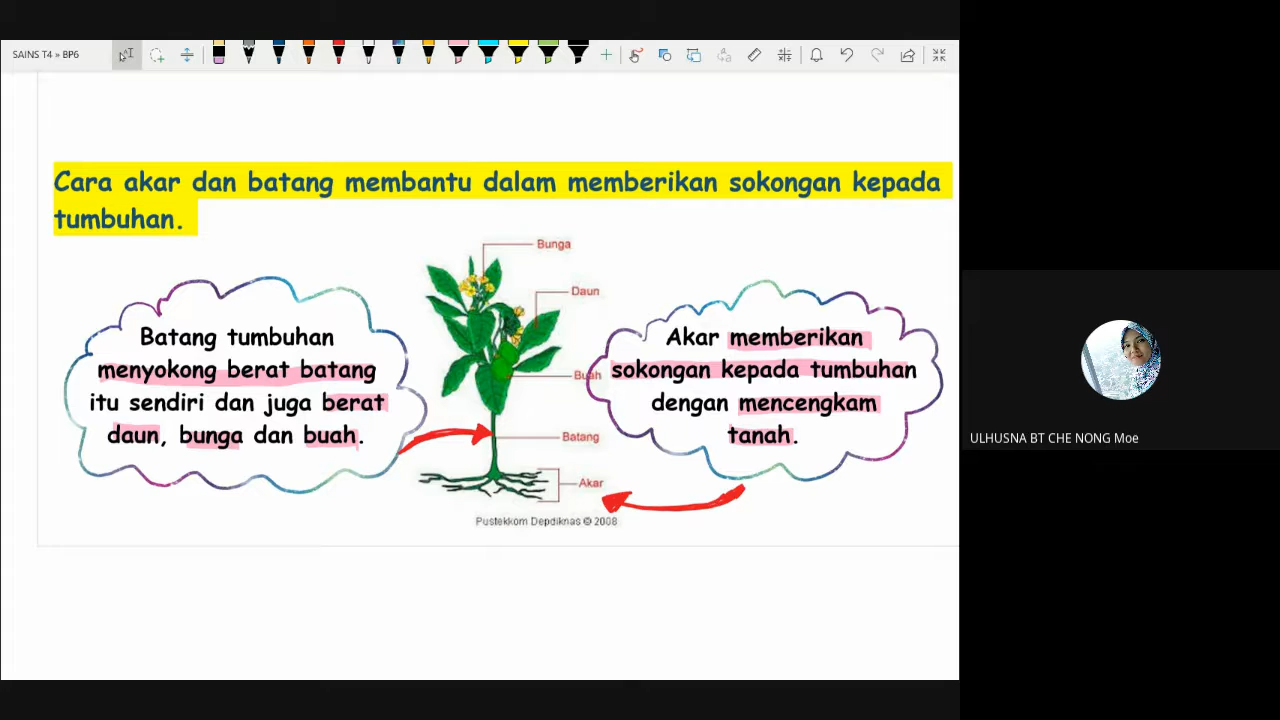 SAINS T4 » BP6
Cara akar dan batang membantu dalam memberikan sokongan kepada
tumbuhan.
Bunga
Daun
Buah
Batang
Akar
Pustekkom Depdiknas © 2008
Batang tumbuhan
menyokong berat batang
itu sendiri dan juga berat
daun, bunga dan buah.
Akar memberikan
sokongan kepada tumbuhan
dengan mencengkam
tanah.
ULHUSNA BT CHE NONG Moe